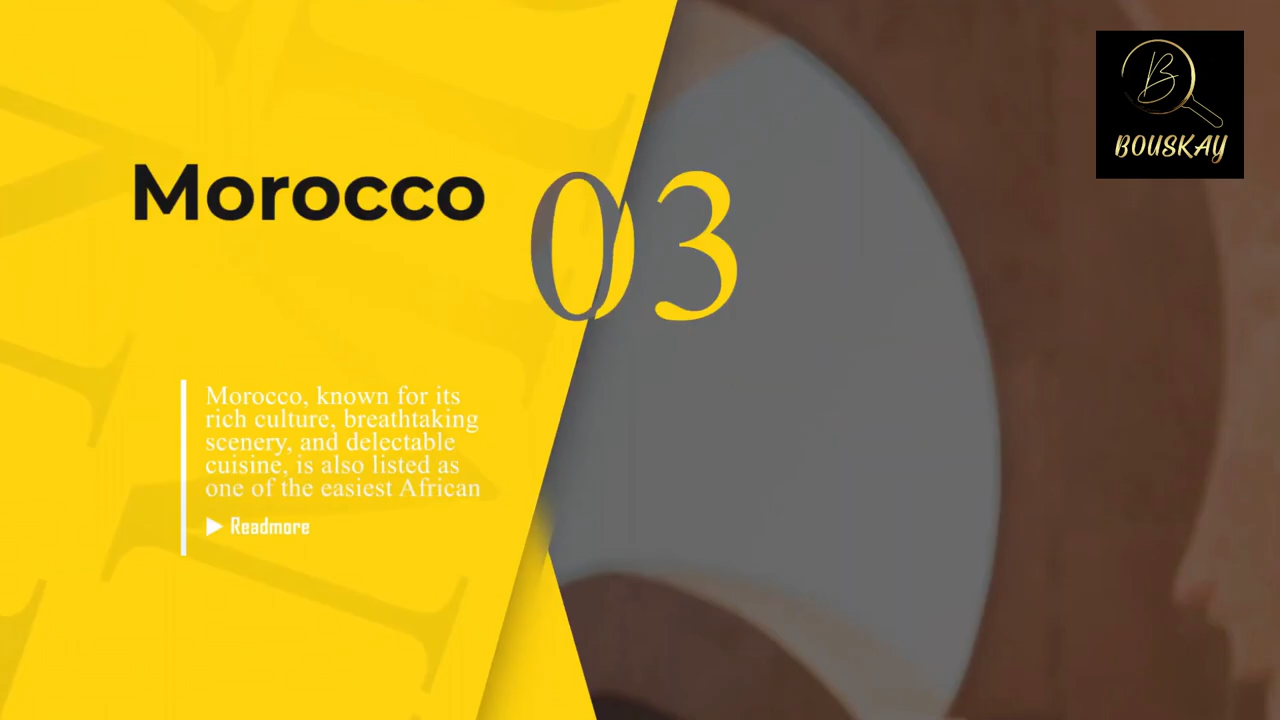 B
BOUSKAY
Morocco
03
Morocco, known for its
rich culture, breathtaking
scenery, and delectable
cuisine, is also listed as
one of the easiest African
Readmore